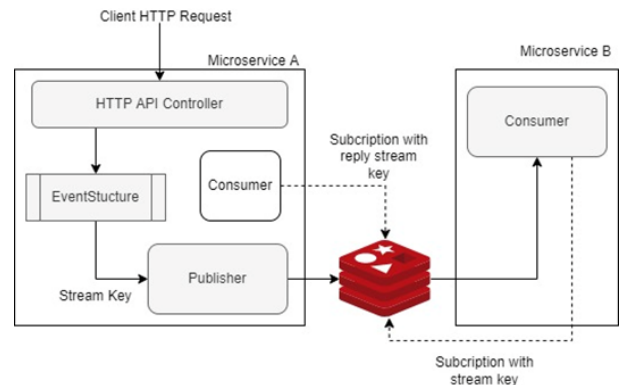 Client HTTP Request
Microservice A
HTTP API Controller
EventStucture
Consumer
Stream Key
Publisher
Subcription with
reply stream
key
Microservice B
Consumer
Subcription with
stream key